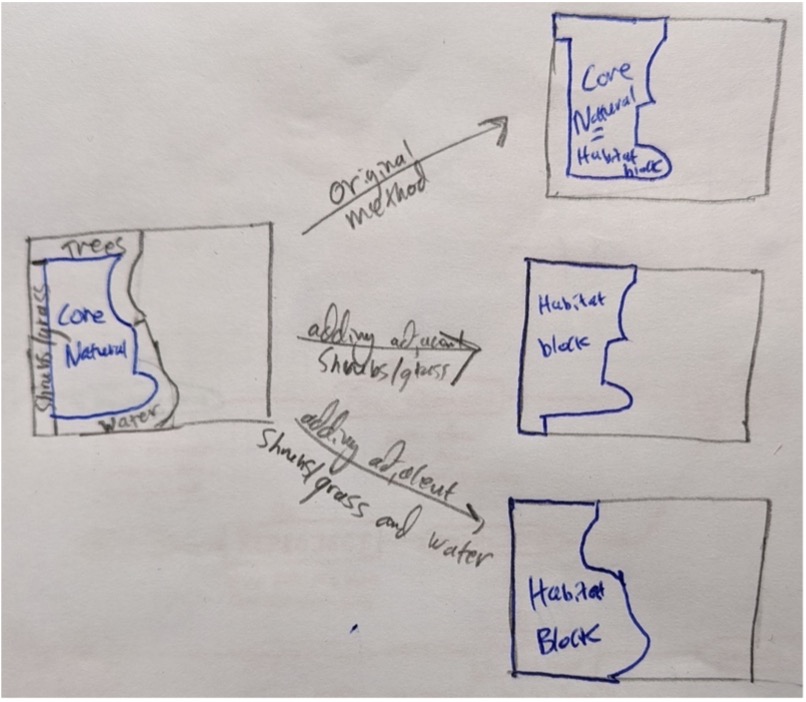 Trees
Shrubs/grass
Core
Natural
Water
Original
method
Core
Natural
=
Habitat
block
adding adjacent
Shrubs/grass
Habitat
block
adding adjacent
Shrubs/grass and water
Habitat
Block